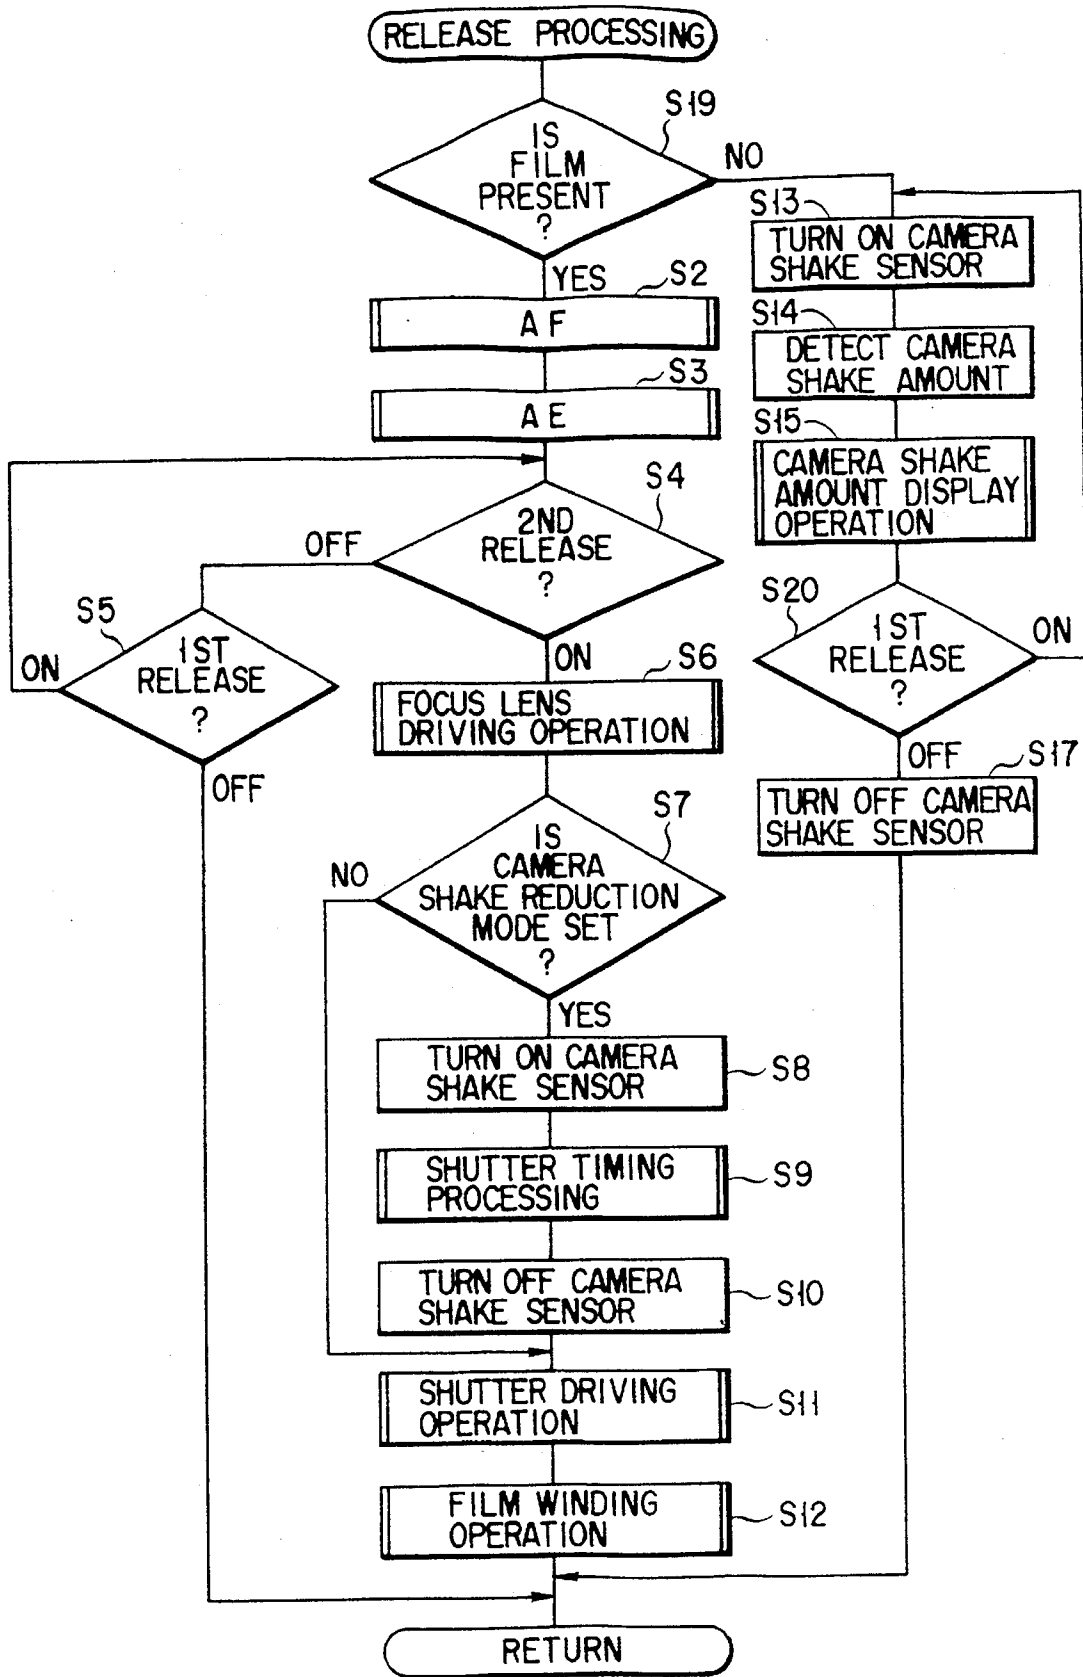 RELEASE PROCESSING
S19
IS
FILM
PRESENT
?
NO
YES
S2
AF
S3
AE
S4
2ND
RELEASE
?
OFF
ON
S5
1ST
RELEASE
?
ON
OFF
S6
FOCUS LENS
DRIVING OPERATION
S7
IS
CAMERA
SHAKE REDUCTION
MODE SET
?
NO
YES
TURN ON CAMERA
SHAKE SENSOR
S8
SHUTTER TIMING
PROCESSING
S9
TURN OFF CAMERA
SHAKE SENSOR
S10
SHUTTER DRIVING
OPERATION
S11
FILM WINDING
OPERATION
S12
S13
TURN ON CAMERA
SHAKE SENSOR
S14
DETECT CAMERA
SHAKE AMOUNT
S15
CAMERA SHAKE
AMOUNT DISPLAY
OPERATION
S20
1ST
RELEASE
?
ON
OFF
S17
TURN OFF CAMERA
SHAKE SENSOR
RETURN